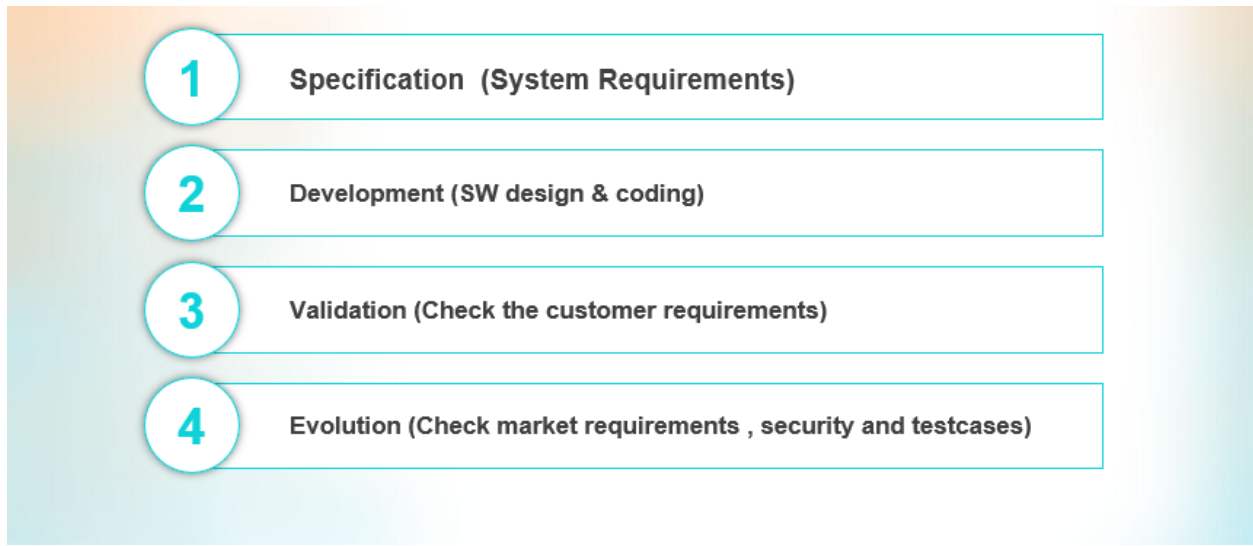 1 Specification (System Requirements)
2 Development (SW design & coding)
3 Validation (Check the customer requirements)
4 Evolution (Check market requirements , security and testcases)